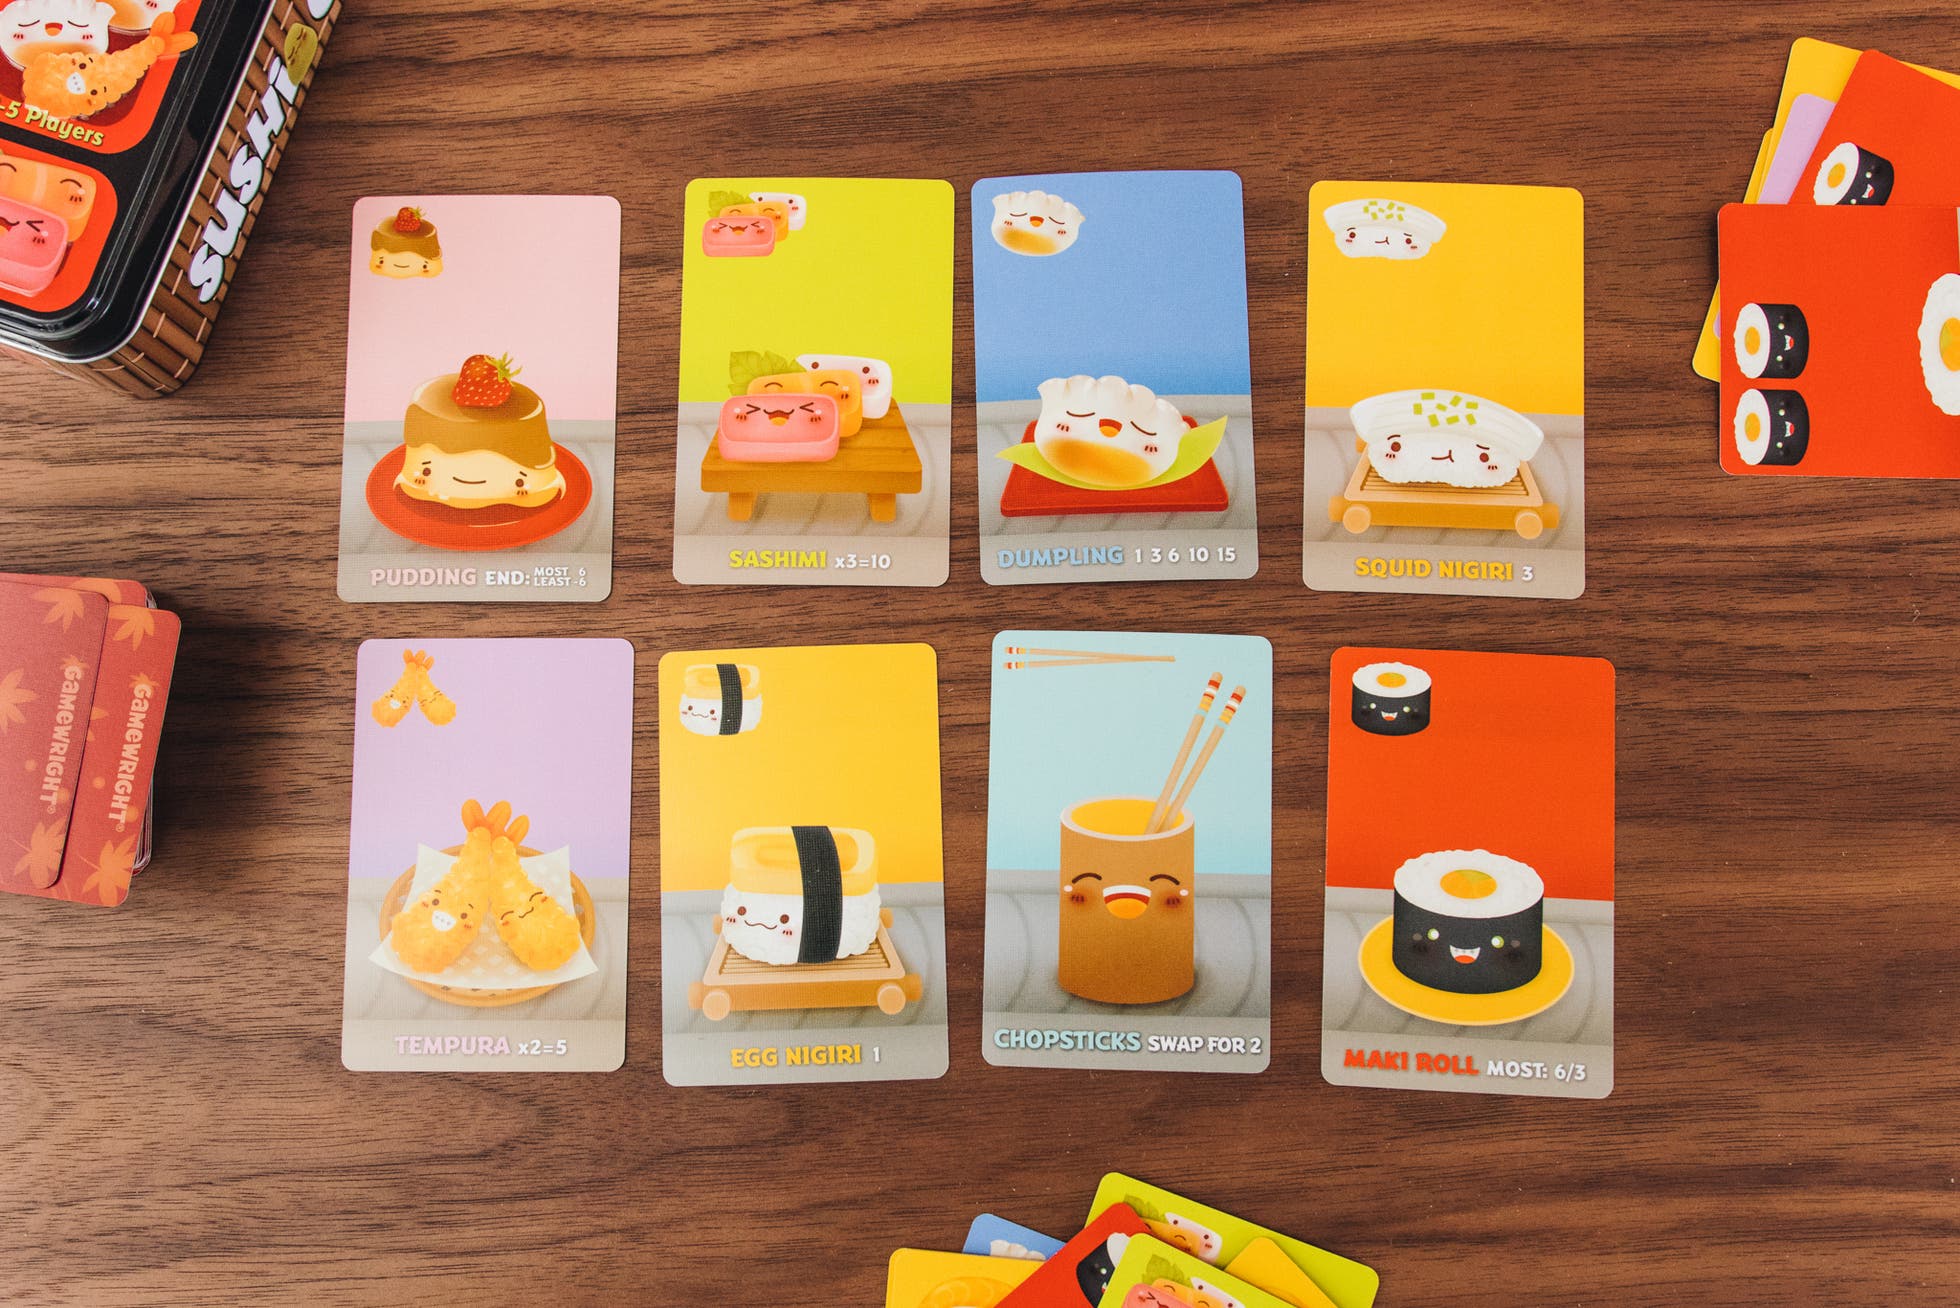 -5 Players
SUSHI
PUDDING END: MOST 6
LEAST -6
SASHIMI x3=10
DUMPLING 1 3 6 10 15
SQUID NIGIRI 3
GAMEWRIGHT®
GAMEWRIGHT®
TEMPURA x2=5
EGG NIGIRI 1
CHOPSTICKS SWAP FOR 2
MAKI ROLL MOST: 6/3